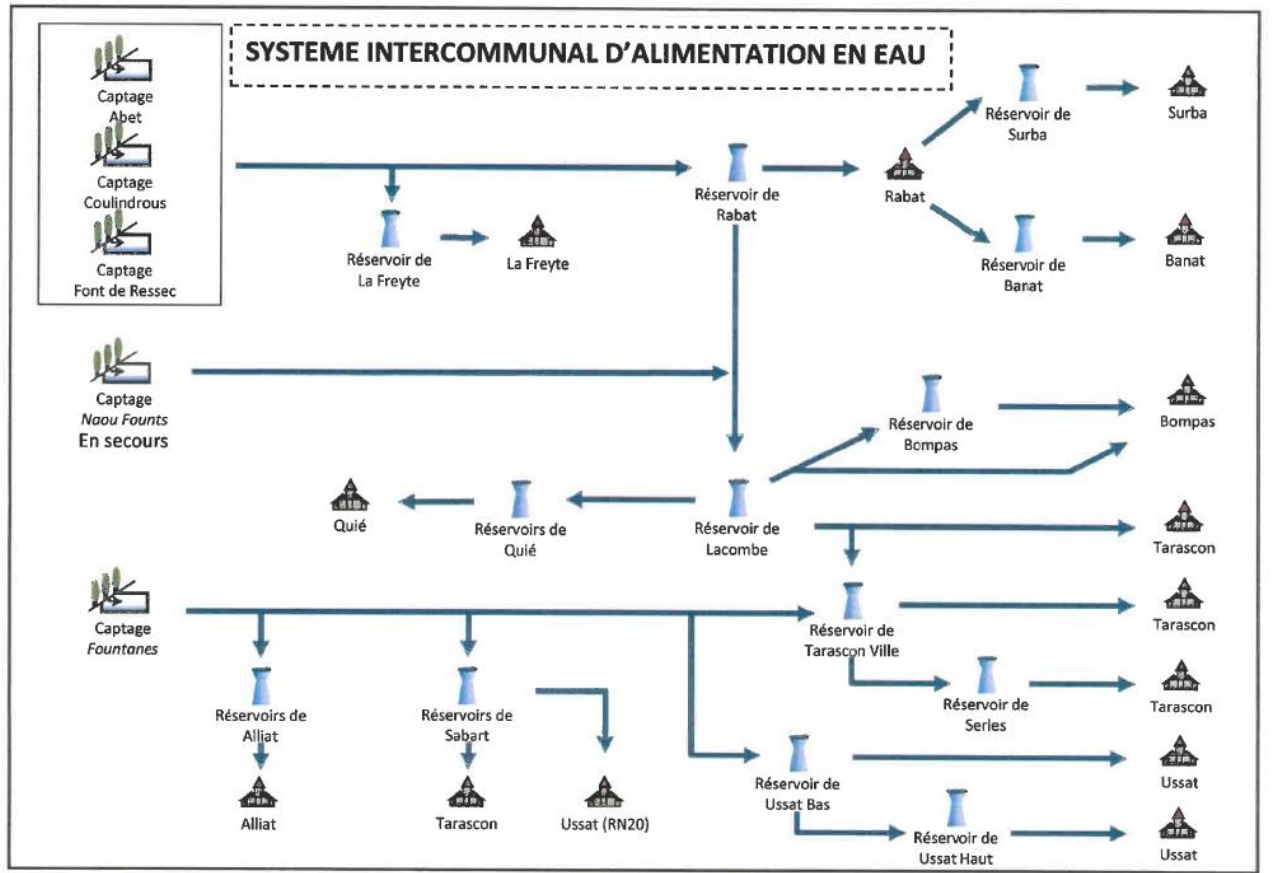 SYSTEME INTERCOMMUNAL D'ALIMENTATION EN EAU
Captage
Abet
Captage
Coulindrous
Captage
Font de Ressec
Réservoir de
La Freyte
La Freyte
Réservoir de
Rabat
Rabat
Réservoir de
Surba
Surba
Réservoir de
Banat
Banat
Captage
Naou Founts
En secours
Réservoir de
Bompas
Bompas
Quié
Réservoirs de
Quié
Réservoir de
Lacombe
Tarascon
Captage
Fountanes
Réservoir de
Tarascon Ville
Tarascon
Réservoir de
Series
Tarascon
Réservoirs de
Alliat
Alliat
Réservoirs de
Sabart
Tarascon
Ussat (RN20)
Réservoir de
Ussat Bas
Ussat
Réservoir de
Ussat Haut
Ussat